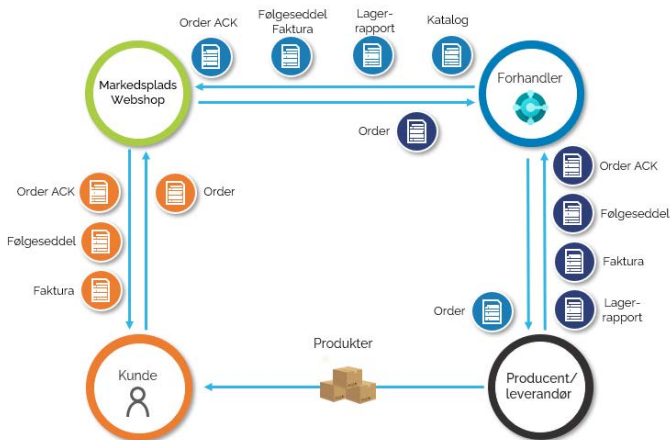 Order ACK
Følgeseddel
Faktura
Lager-
rapport
Katalog
Markedsplads
Webshop
Forhandler
Order
Order ACK
Order
Følgeseddel
Faktura
Order ACK
Følgeseddel
Faktura
Lager-
rapport
Order
Produkter
Kunde
Producent/
leverandør